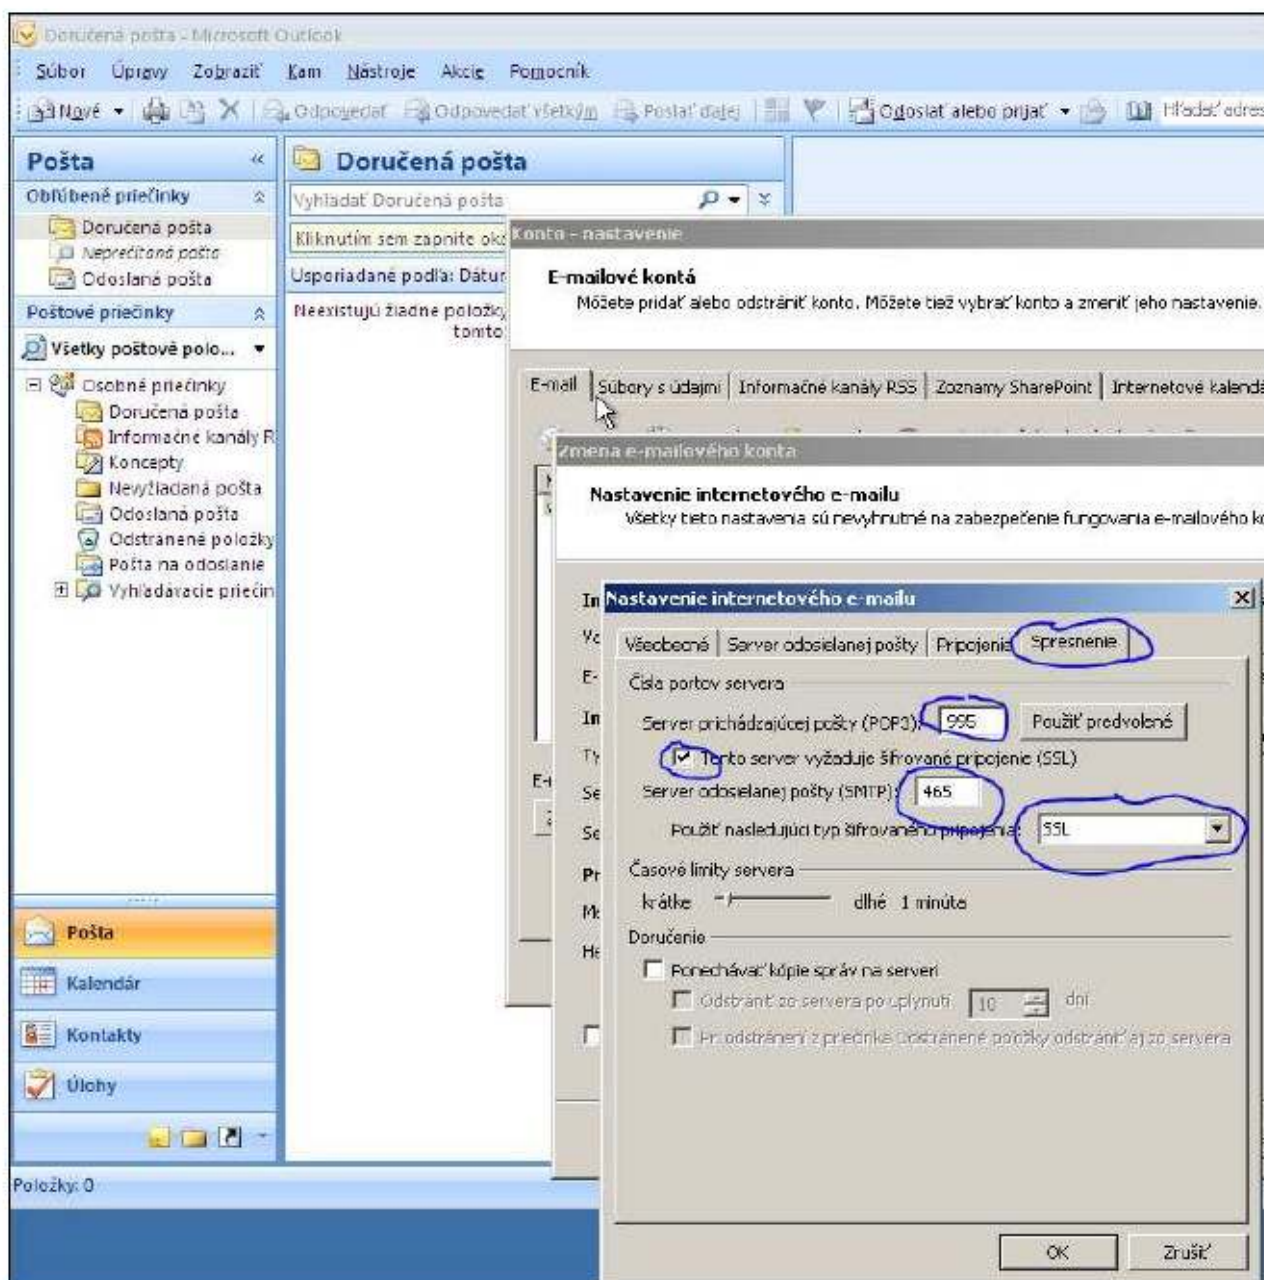 Doručená pošta - Microsoft Outlook
Súbor Úpravy Zobraziť Kam Nástroje Akcie Pomocník
Nové Odpovedať Odpovedať všetkým Poslať ďalej Odoslať alebo prijať Hľadať adres
Pošta «
Obľúbené priečinky
Doručená pošta
Neprečítaná pošta
Odoslaná pošta
Poštové priečinky
Všetky poštové polo...
Osobné priečinky
Doručená pošta
Informačné kanály R
Koncepty
Nevyžiadaná pošta
Odoslaná pošta
Odstránené položky
Pošta na odoslanie
Vyhľadávacie priečin
Pošta
Kalendár
Kontakty
Úlohy
Položky: 0
Doručená pošta
Vyhľadať Doručená pošta
Kliknutím sem zapnite
Usporiadané podľa: Dátum
Neexistujú žiadne položky
tomto
Konto - nastavenie
E-mailové kontá
Môžete pridať alebo odstrániť konto. Môžete tiež vybrať konto a zmeniť jeho nastavenie.
E-mail Súbory s údajmi Informačné kanály RSS Zoznamy SharePoint Internetové kalendá
Zmena e-mailového konta
Nastavenie internetového e-mailu
Všetky tieto nastavenia sú nevyhnutné na zabezpečenie fungovania e-mailového ko
Nastavenie internetového e-mailu
Všeobecné Server odosielanej pošty Pripojenie Spresnenie
Čísla portov servera
Server prichádzajúcej pošty (POP3): 995 Použiť predvolené
Tento server vyžaduje šifrované pripojenie (SSL)
Server odosielanej pošty (SMTP): 465
Použiť nasledujúci typ šifrovaného pripojenia: SSL
Časové limity servera
krátke dlhé 1 minúta
Doručenie
Ponechávať kópie správ na serveri
Odstrániť zo servera po uplynutí 10 dní
Pri odstránení z priečinka Odstránené položky odstrániť aj zo servera
OK Zrušiť